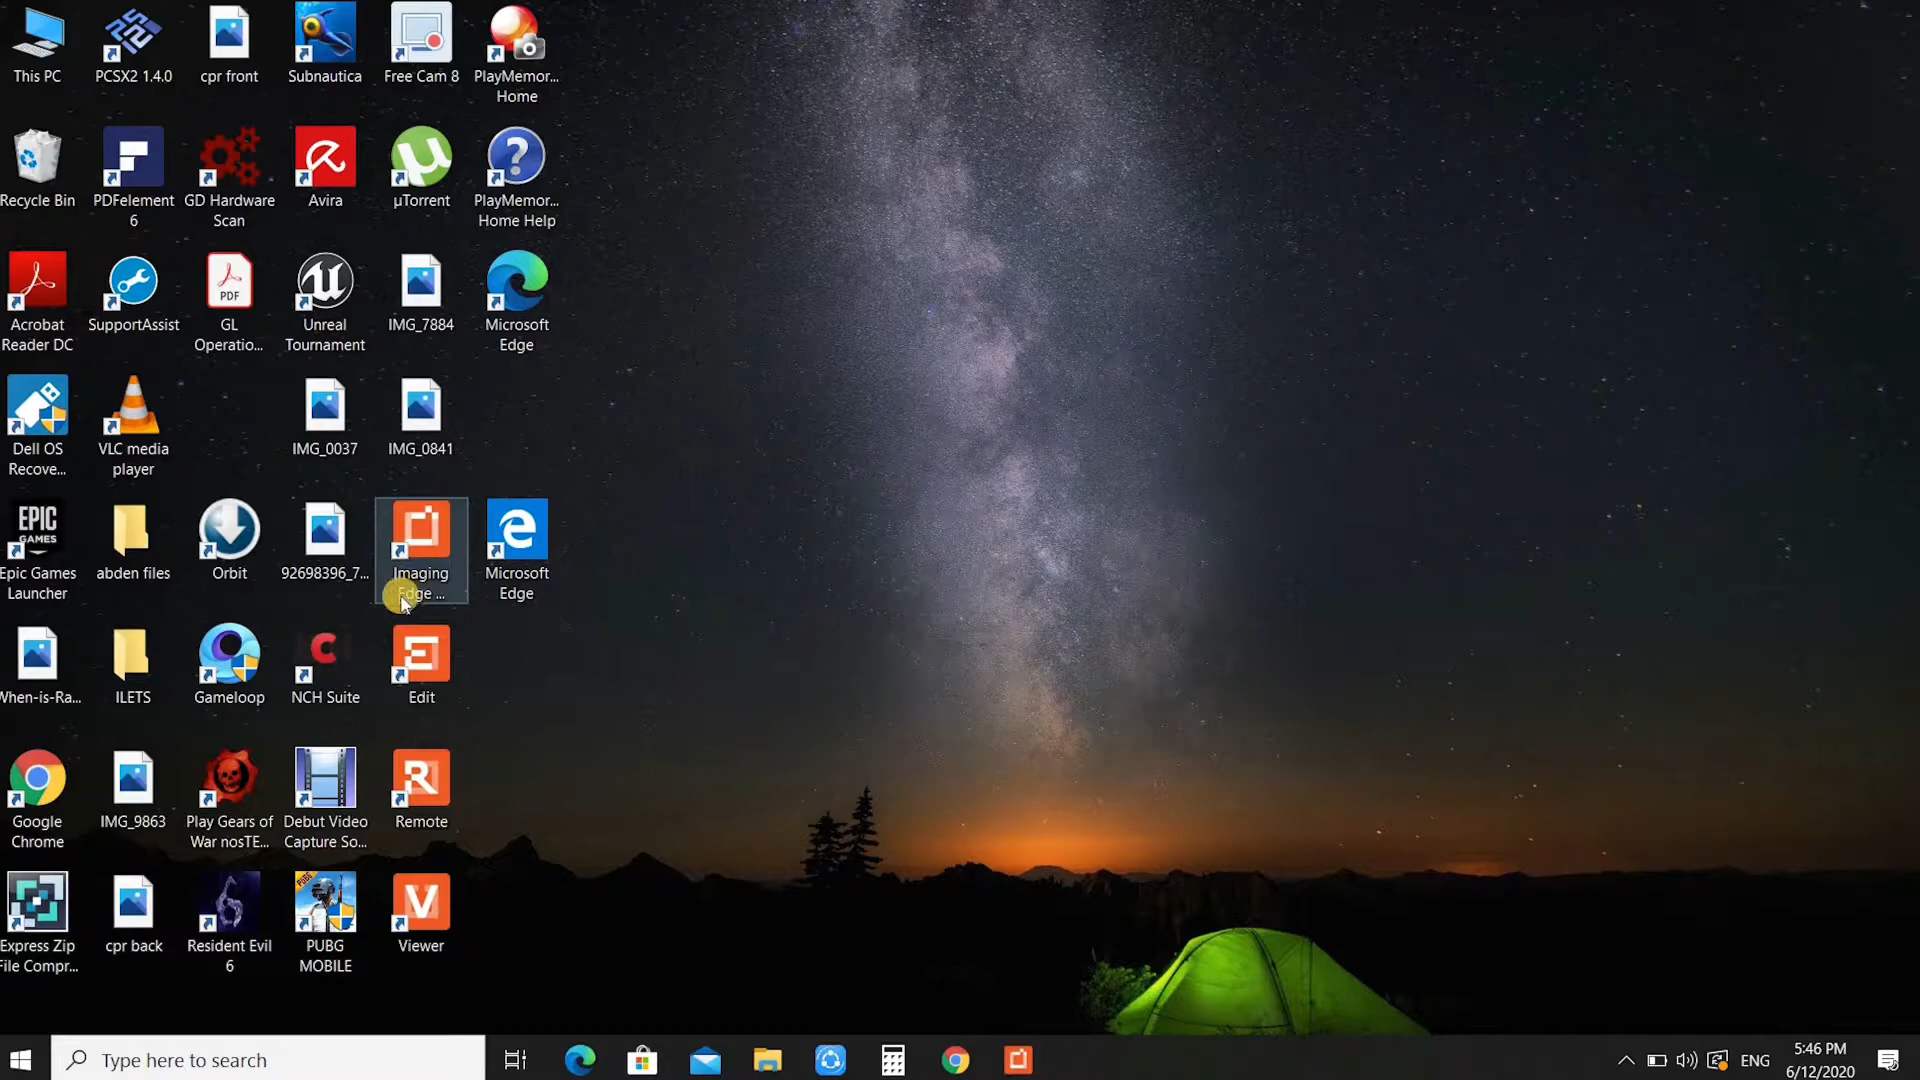 This PC
PCSX2 1.4.0
cpr front
Subnautica
Free Cam 8
PlayMemor...
Home
Recycle Bin
PDFelement
6
GD Hardware
Scan
Avira
µTorrent
PlayMemor...
Home Help
Acrobat
Reader DC
SupportAssist
PDF
GL
Operatio...
Unreal
Tournament
IMG_7884
Microsoft
Edge
Dell OS
Recove...
VLC media
player
IMG_0037
IMG_0841
EPIC
GAMES
Epic Games
Launcher
abden files
Orbit
92698396_7...
Imaging
Edge ...
Microsoft
Edge
When-is-Ra...
ILETS
Gameloop
NCH Suite
Edit
Google
Chrome
IMG_9863
Play Gears of
War nosTE...
Debut Video
Capture So...
R
Remote
Express Zip
File Compr...
cpr back
Resident Evil
6
PUBG
PUBG
MOBILE
V
Viewer
Type here to search
ENG
5:46 PM
6/12/2020